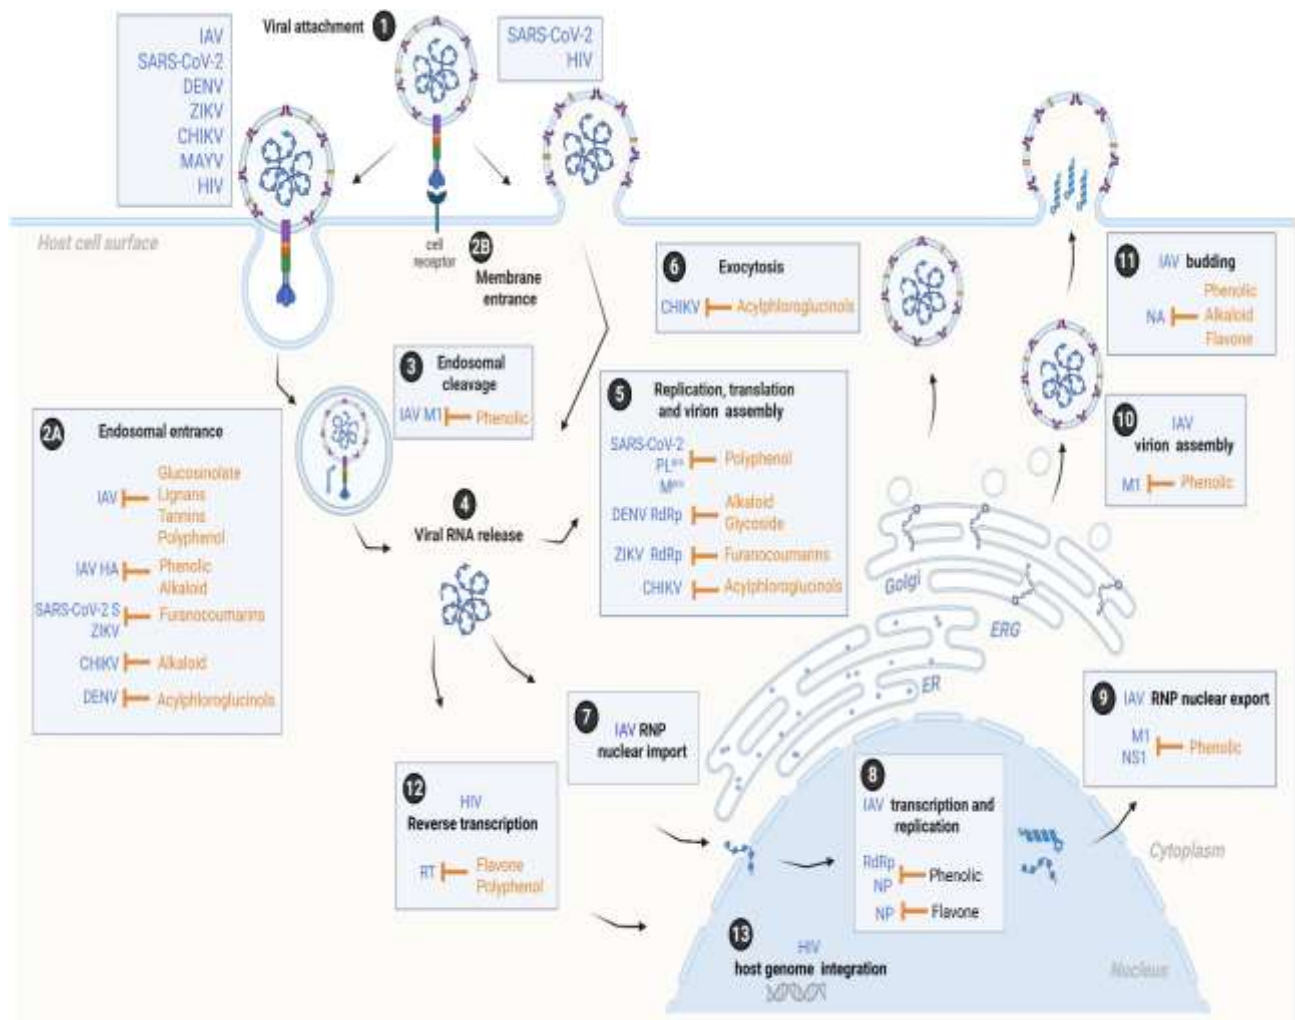 IAV
SARS-CoV-2
DENV
ZIKV
CHIKV
MAYV
HIV
Viral attachment 1
SARS-CoV-2
HIV
Host cell surface
cell
receptor
2B
Membrane
entrance
6 Exocytosis
CHIKV Acylphloroglucinols
11 IAV budding
Phenolic
NA Alkaloid
Flavone
3 Endosomal
cleavage
IAV M1 Phenolic
5 Replication, translation
and virion assembly
SARS-CoV-2
PLpro Polyphenol
Mpro
DENV RdRp Alkaloid
Glycoside
ZIKV RdRp Furanocoumarins
CHIKV Acylphloroglucinols
10 IAV
virion assembly
M1 Phenolic
2A Endosomal entrance
Glucosinolate
IAV Lignans
Tannins
Polyphenol
IAV HA Phenolic
Alkaloid
SARS-CoV-2 S Furanocoumarins
ZIKV
CHIKV Alkaloid
DENV Acylphloroglucinols
4
Viral RNA release
Golgi
ERG
ER
7 IAV RNP
nuclear import
9 IAV RNP nuclear export
M1
NS1 Phenolic
12 HIV
Reverse transcription
RT Flavone
Polyphenol
8
IAV transcription and
replication
RdRp
NP Phenolic
NP Flavone
Cytoplasm
13 HIV
host genome integration
Nucleus